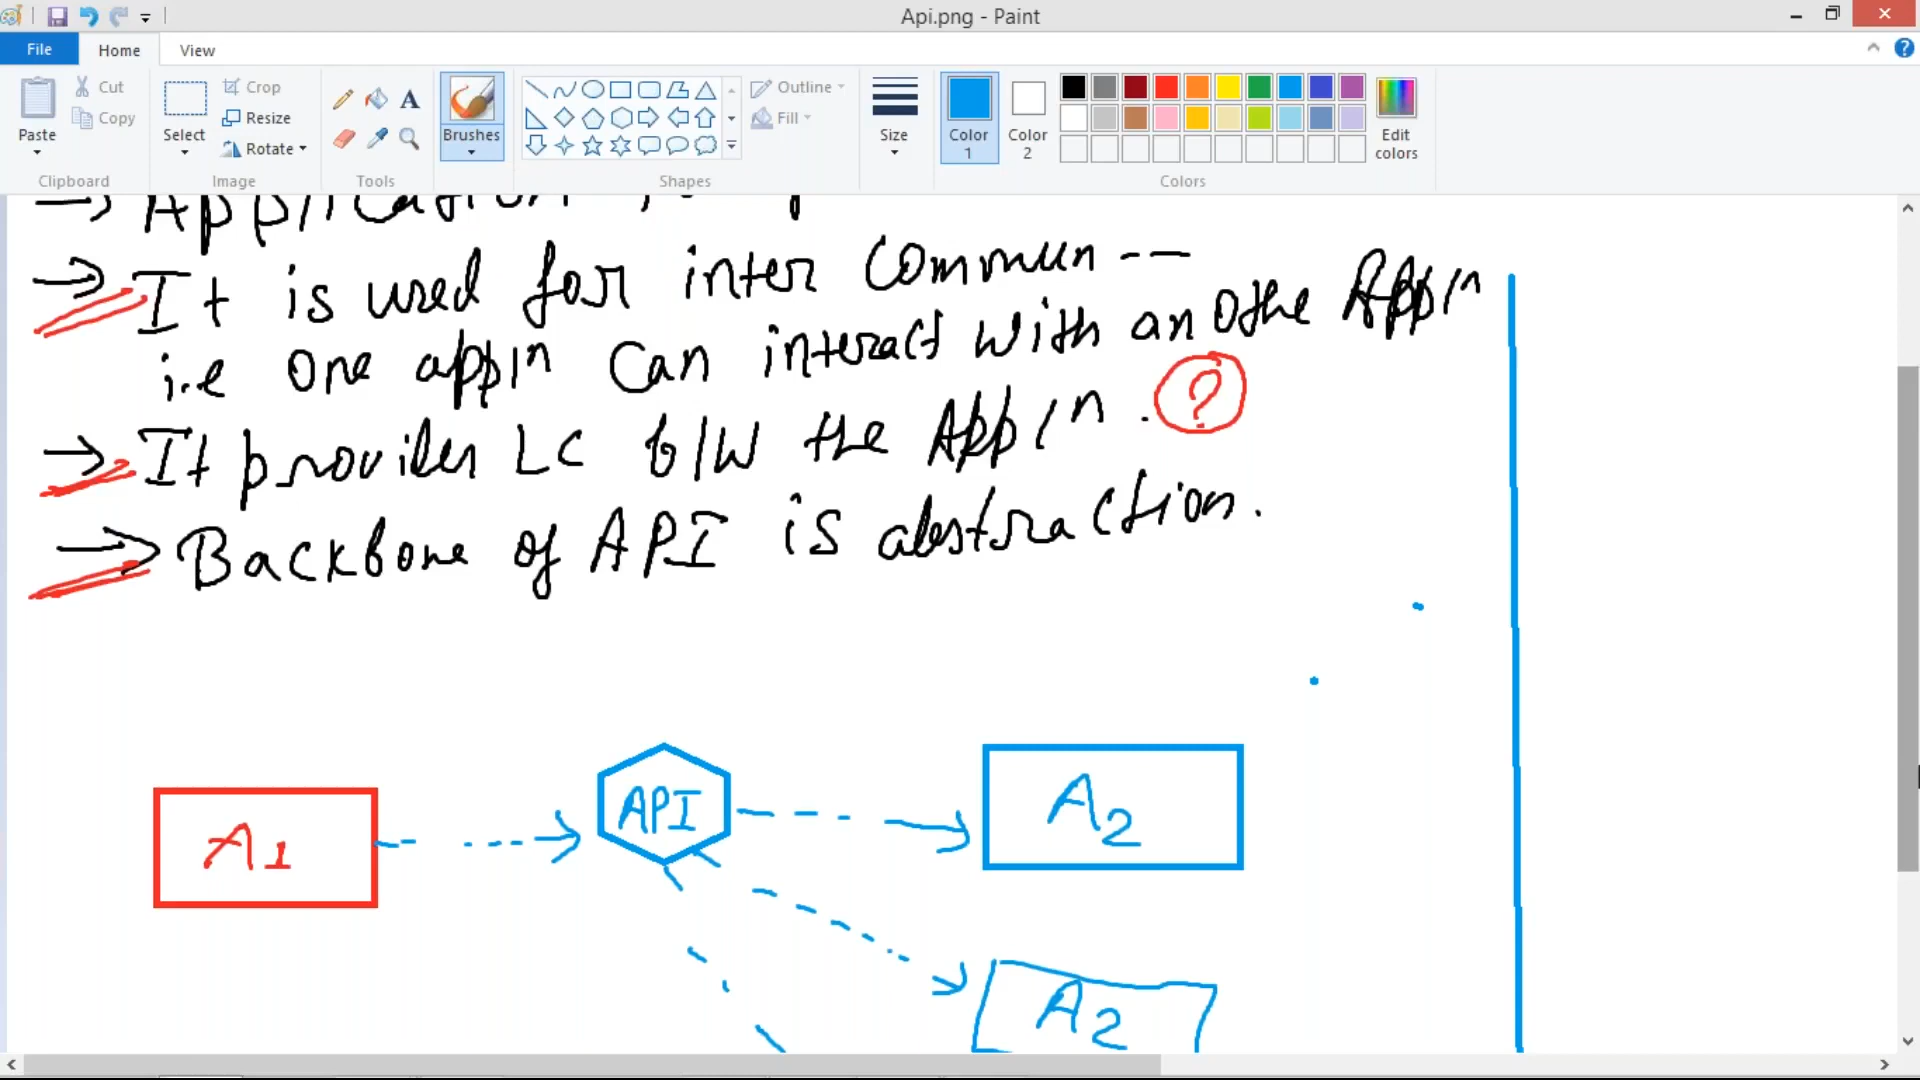 Api.png - Paint
File
Home
View
Paste
Cut
Copy
Clipboard
Select
Crop
Resize
Rotate
Image
A
Tools
Brushes
Shapes
Outline
Fill
Size
Color 1
Color 2
Edit colors
Colors
→ Application
→ It is used for inter Commun --
i.e One appln Can interact with an othe Appln
→ It provides LC b/w the Appln. ?
→ Backbone of API is abstraction.
A1
API
A2
A2